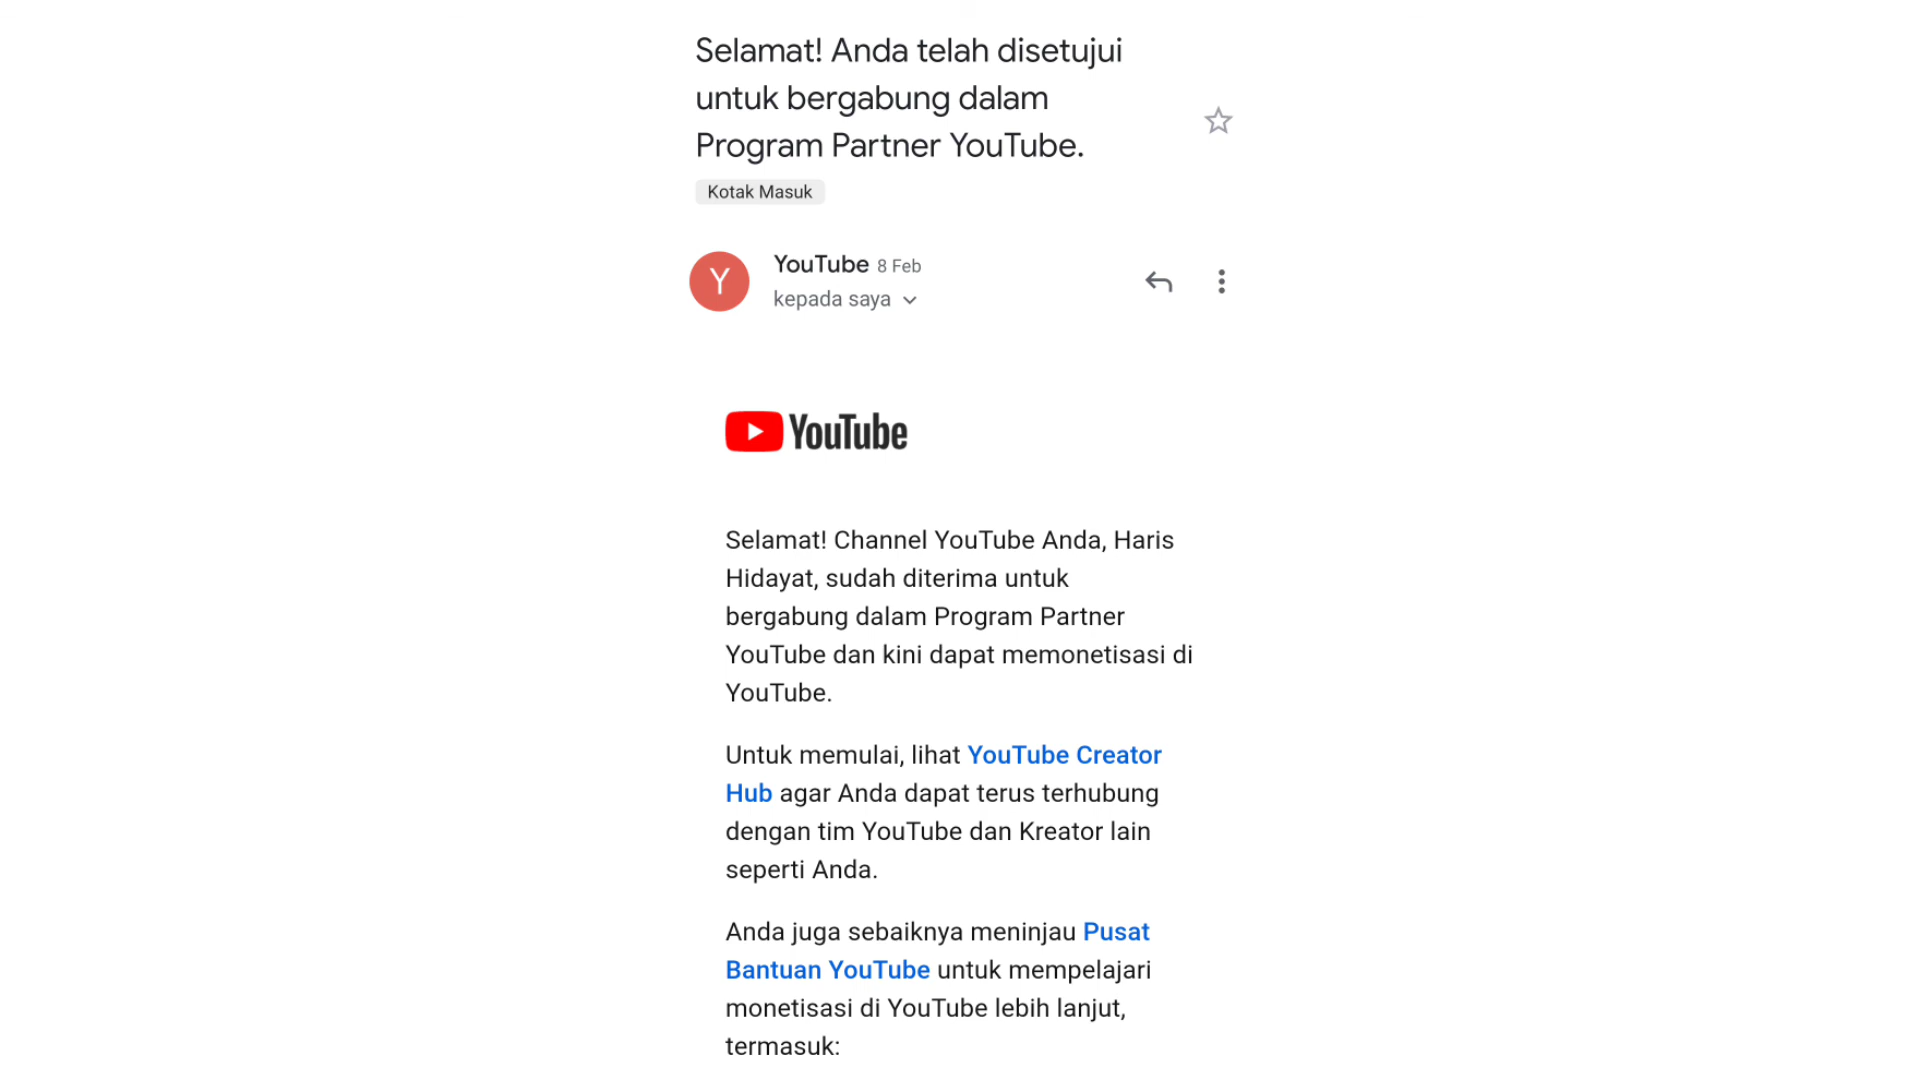 Selamat! Anda telah disetujui
untuk bergabung dalam
Program Partner YouTube.
Kotak Masuk
Y
YouTube 8 Feb
kepada saya
YouTube
Selamat! Channel YouTube Anda, Haris
Hidayat, sudah diterima untuk
bergabung dalam Program Partner
YouTube dan kini dapat memonetisasi di
YouTube.
Untuk memulai, lihat YouTube Creator
Hub agar Anda dapat terus terhubung
dengan tim YouTube dan Kreator lain
seperti Anda.
Anda juga sebaiknya meninjau Pusat
Bantuan YouTube untuk mempelajari
monetisasi di YouTube lebih lanjut,
termasuk: